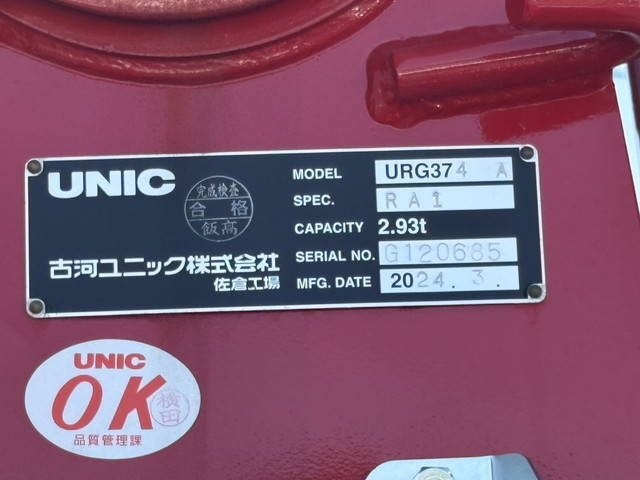 UNIC
完成検査
合格
飯高
古河ユニック株式会社
佐倉工場
MODEL URG374 A
SPEC. RA1
CAPACITY 2.93t
SERIAL NO. G120685
MFG. DATE 2024.3.
UNIC
OK
横田
品質管理課